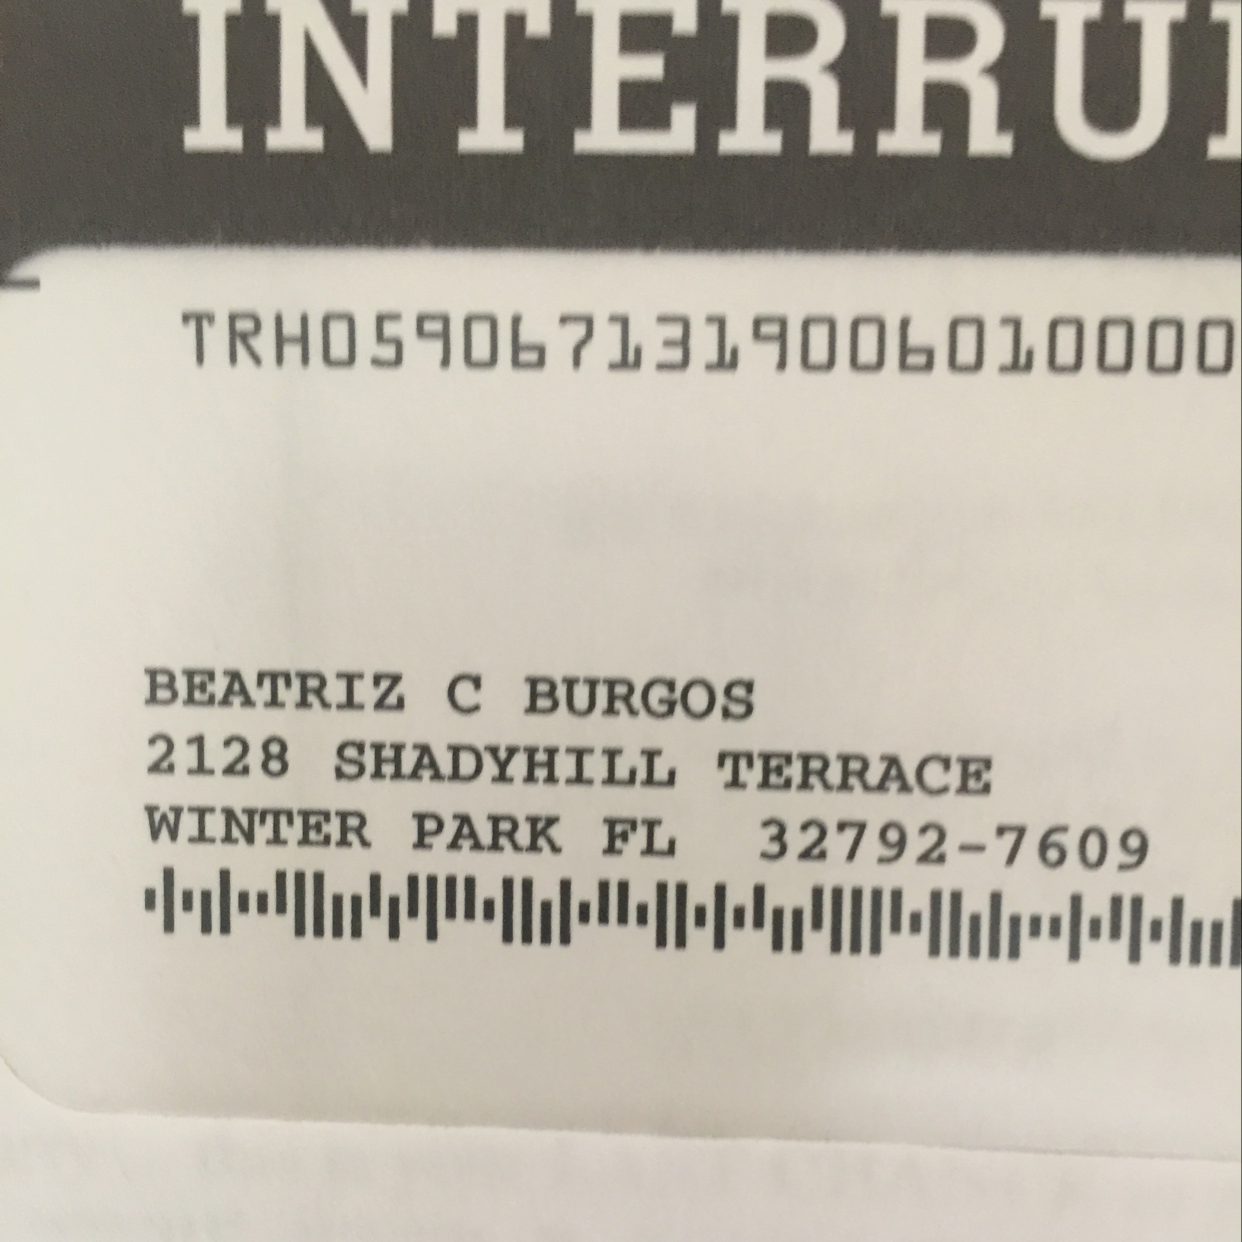 INTERRU
TRH0590671319006010000
BEATRIZ C BURGOS
2128 SHADYHILL TERRACE
WINTER PARK FL 32792-7609